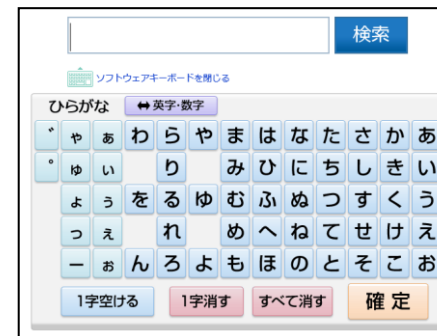 検索
ソフトウェアキーボードを閉じる
ひらがな ⬌ 英字・数字
゛ ゃ ぁ わ ら や ま は な た さ か あ
゜ ゅ ぃ り み ひ に ち し き い
ょ ぅ を る ゆ む ふ ぬ つ す く う
っ ぇ れ め へ ね て せ け え
ー ぉ ん ろ よ も ほ の と そ こ お
1字空ける 1字消す すべて消す 確定